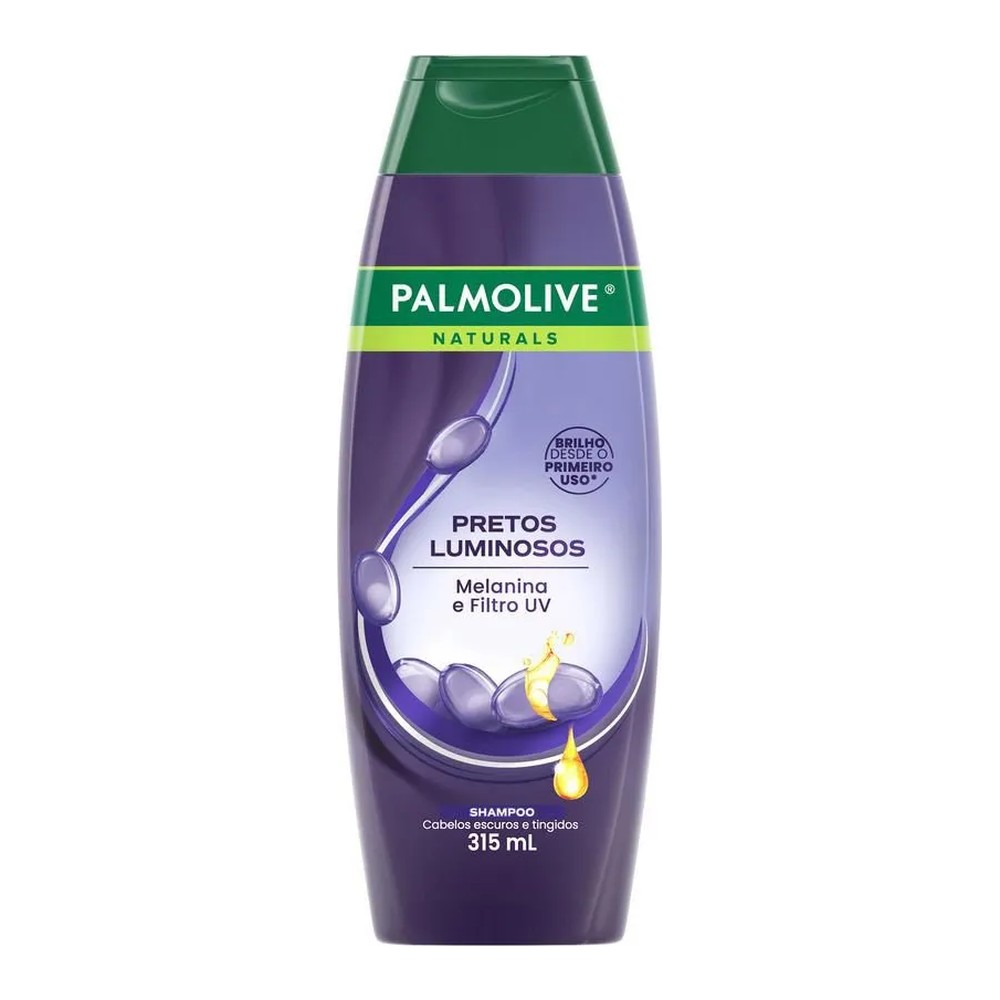 PALMOLIVE®
NATURALS
BRILHO
DESDE O
PRIMEIRO
USO*
PRETOS
LUMINOSOS
Melanina
e Filtro UV
SHAMPOO
Cabelos escuros e tingidos
315 mL